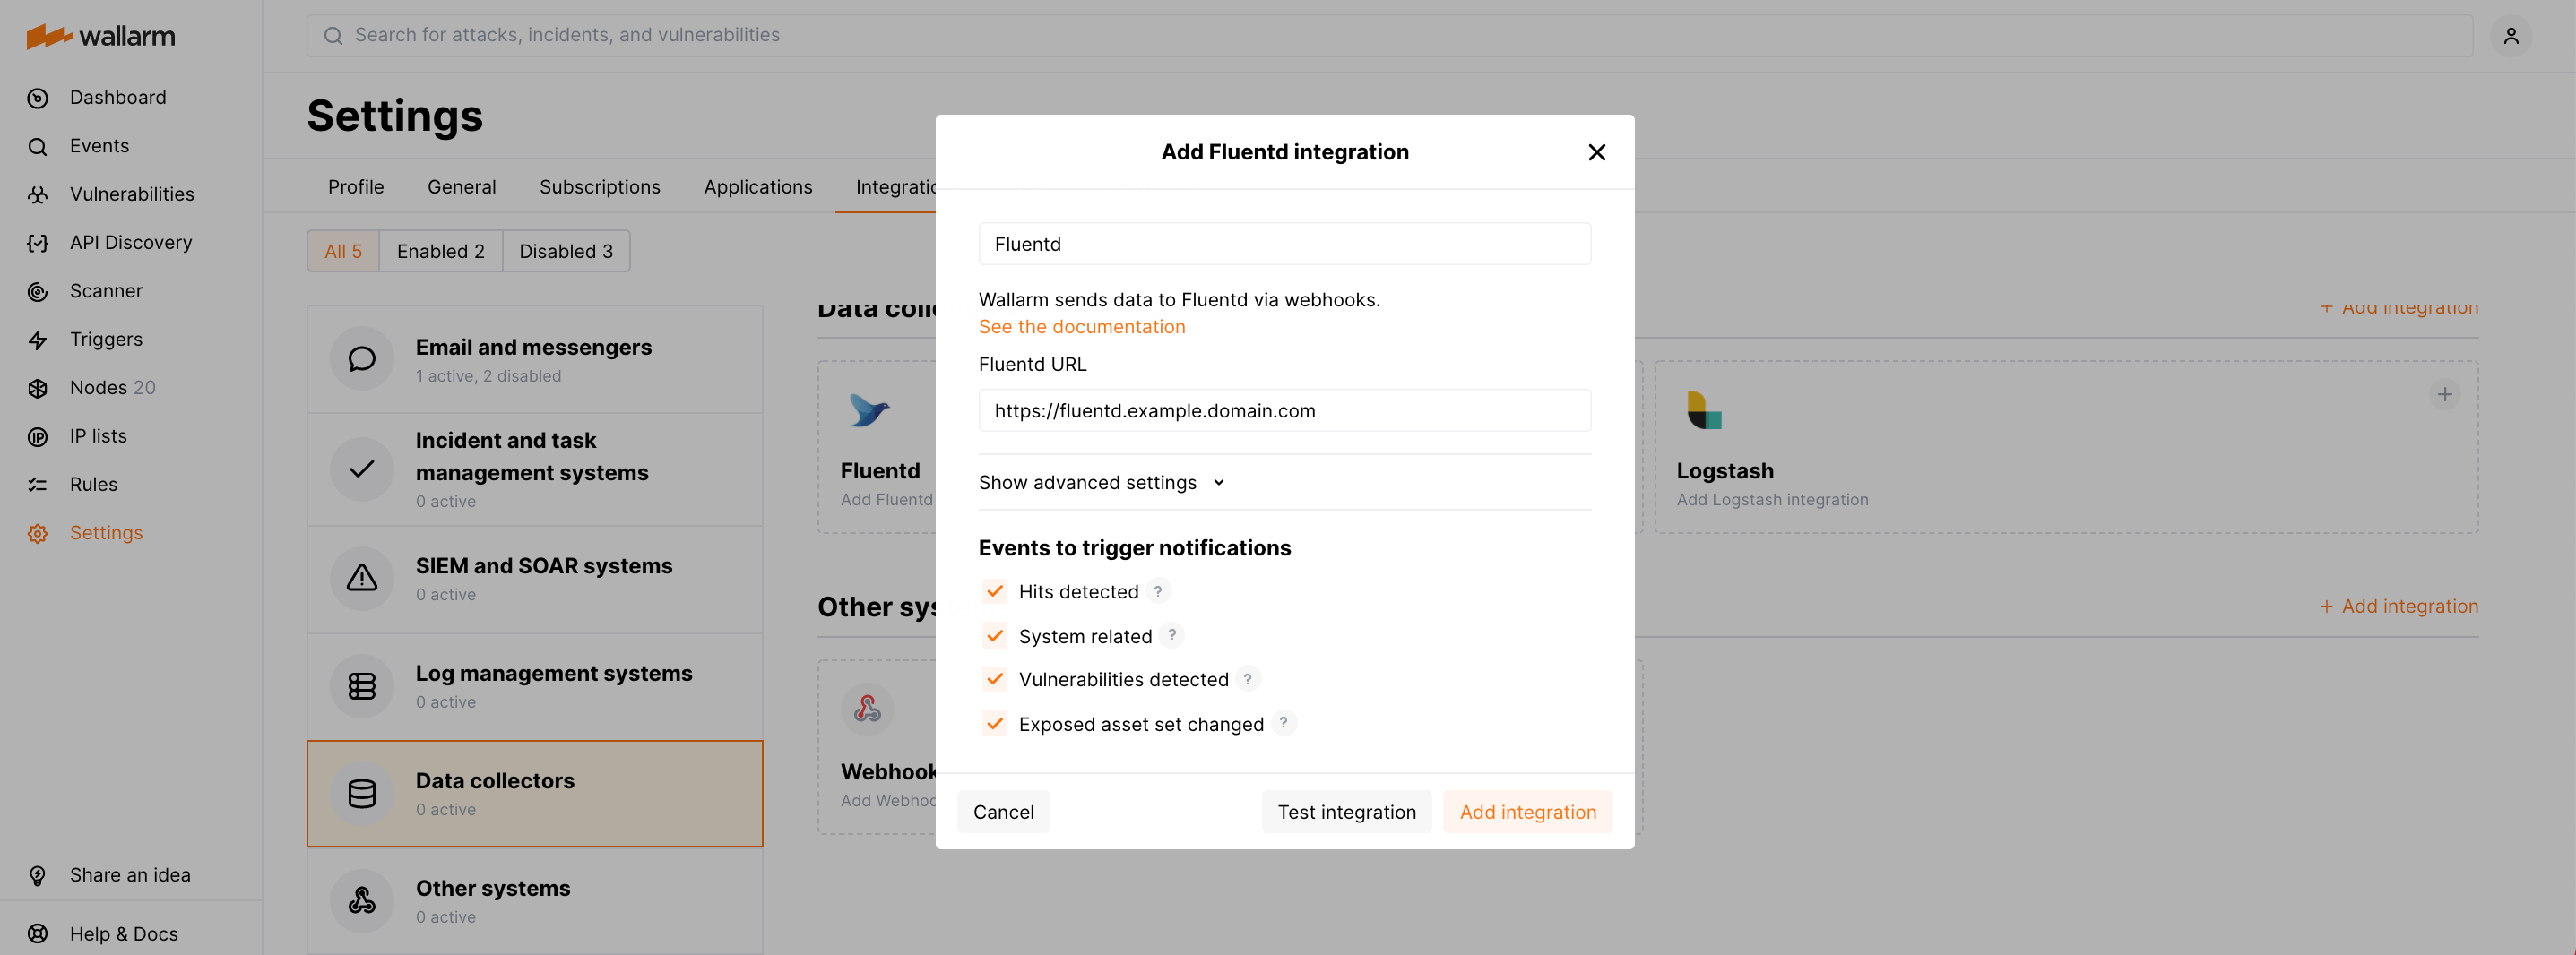 wallarm
Search for attacks, incidents, and vulnerabilities
Dashboard
Events
Vulnerabilities
API Discovery
Scanner
Triggers
Nodes 20
IP lists
Rules
Settings
Share an idea
Help & Docs
Settings
Profile
General
Subscriptions
Applications
Integratio
All 5
Enabled 2
Disabled 3
Email and messengers
1 active, 2 disabled
Incident and task
management systems
0 active
SIEM and SOAR systems
0 active
Log management systems
0 active
Data collectors
0 active
Other systems
0 active
Data colle
+ Add integration
Fluentd
Add Fluentd
Logstash
Add Logstash integration
Other sys
+ Add integration
Webhook
Add Webhoo
Add Fluentd integration
Fluentd
Wallarm sends data to Fluentd via webhooks.
See the documentation
Fluentd URL
https://fluentd.example.domain.com
Show advanced settings
Events to trigger notifications
Hits detected ?
System related ?
Vulnerabilities detected ?
Exposed asset set changed ?
Cancel
Test integration
Add integration